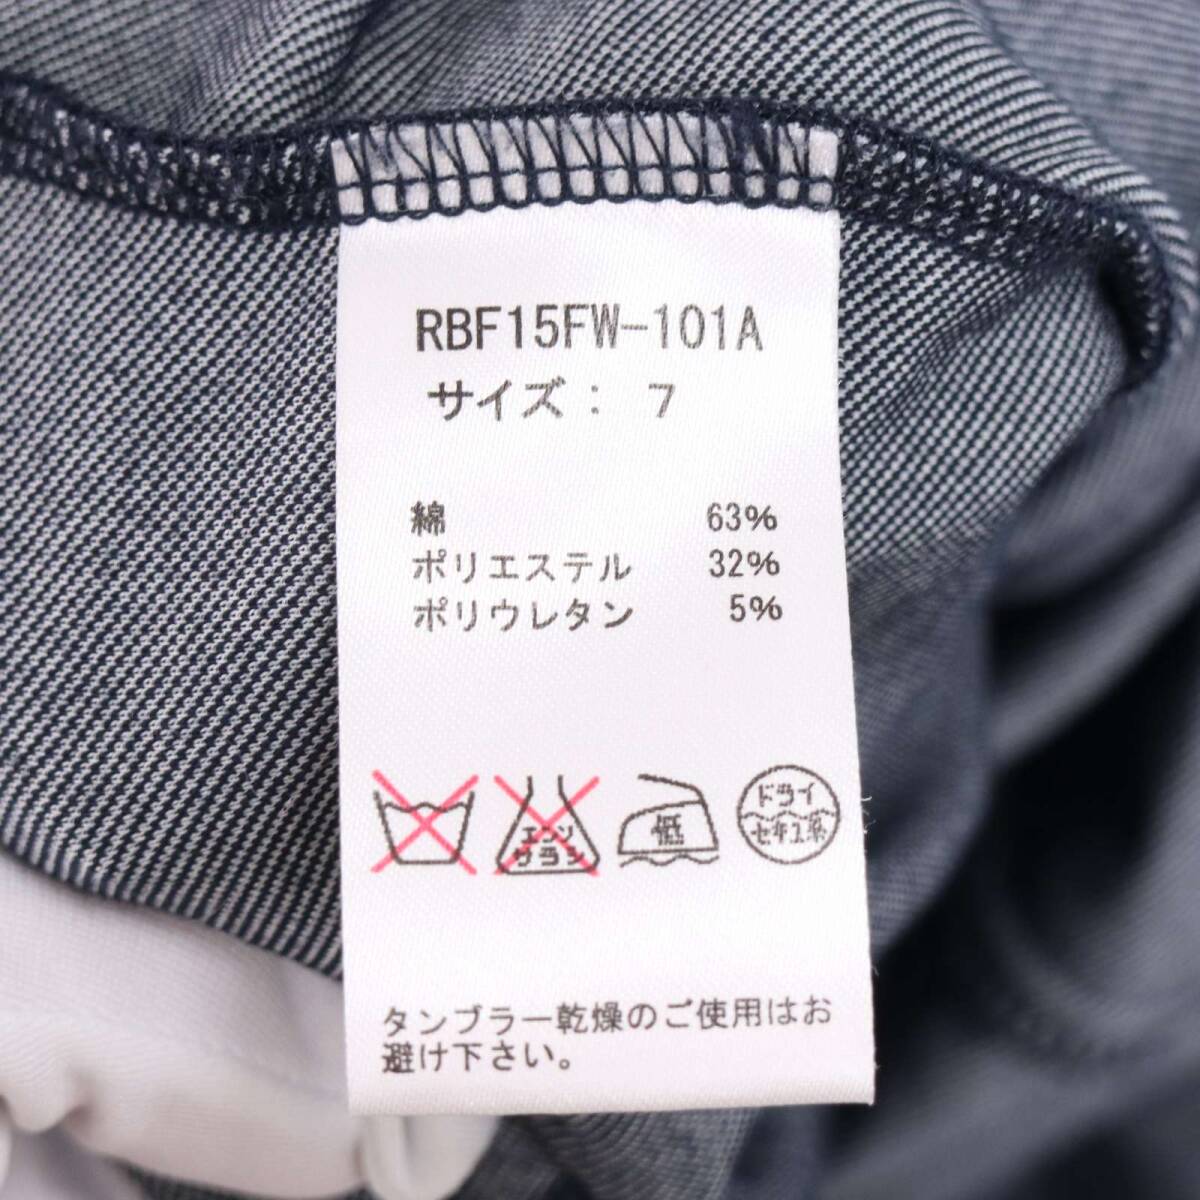 RBF15FW-101A
サイズ： 7
綿 63%
ポリエステル 32%
ポリウレタン 5%
エンソ
サラシ
低
ドライ
セキユ系
タンブラー乾燥のご使用はお
避け下さい。